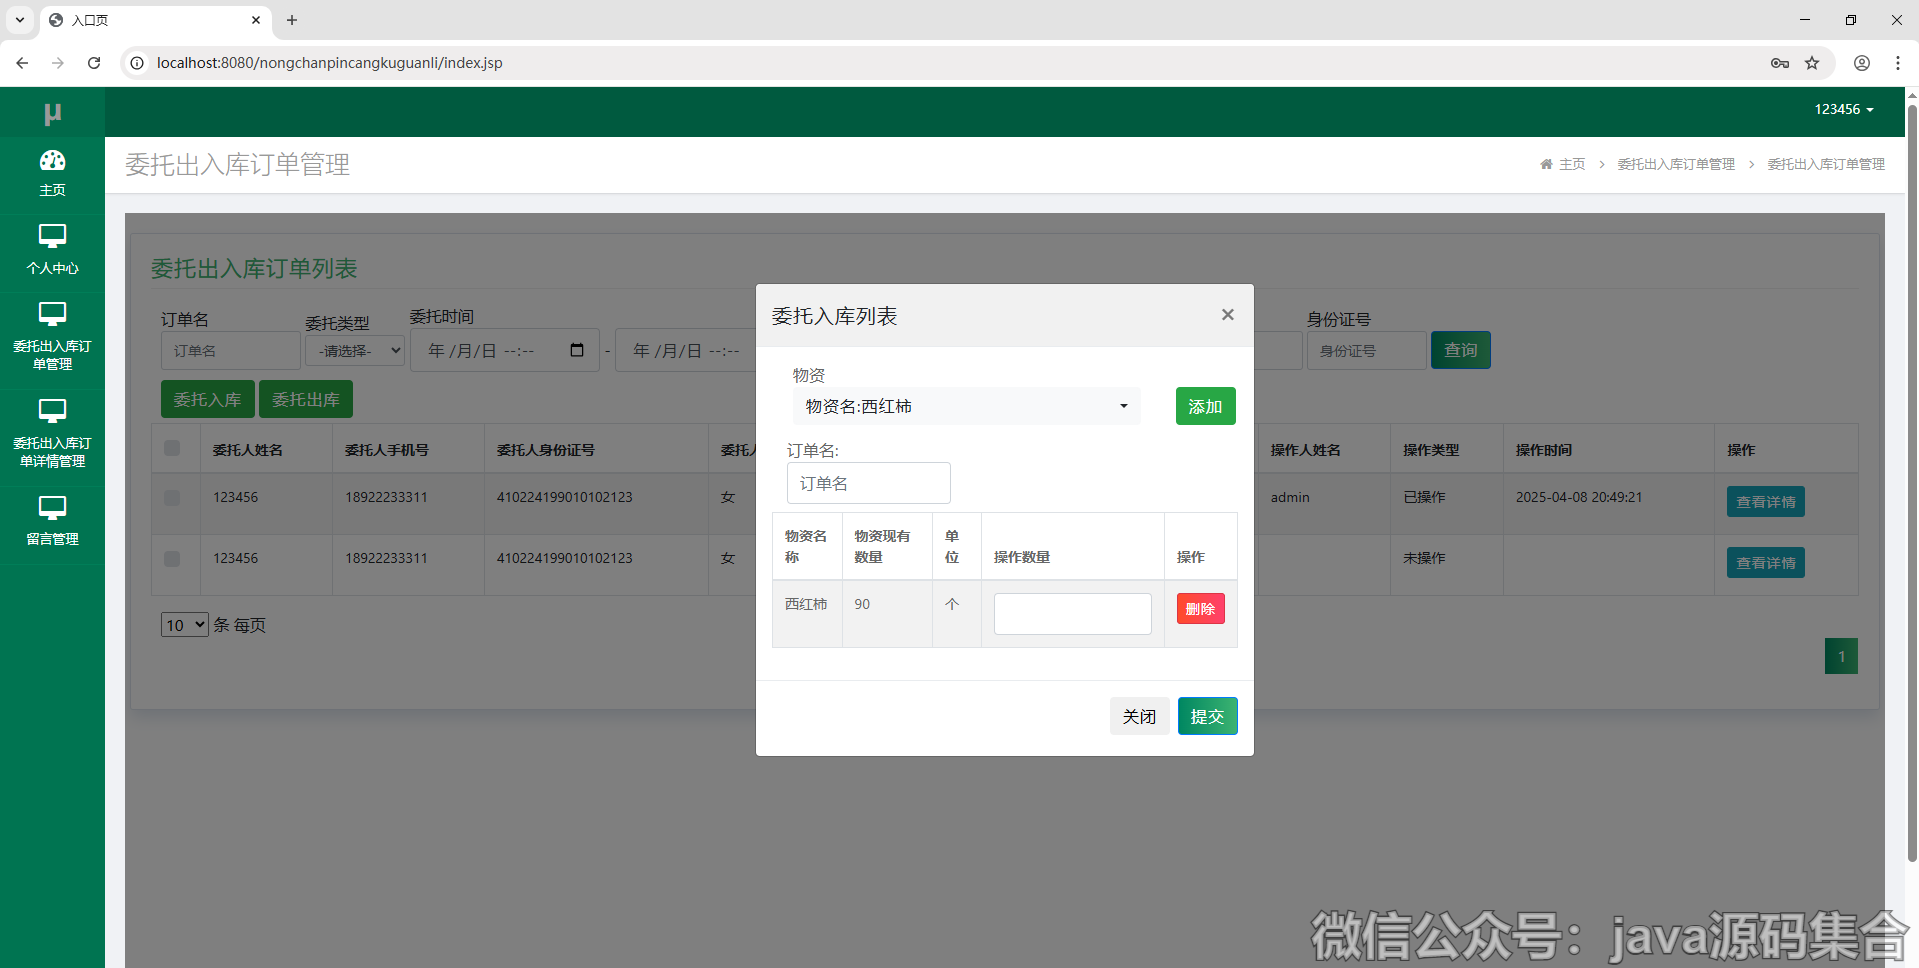 入口页
localhost:8080/nongchanpincangkuguanli/index.jsp
μ
123456
主页
个人中心
委托出入库订
单管理
委托出入库订
单详情管理
留言管理
委托出入库订单管理
主页 > 委托出入库订单管理 > 委托出入库订单管理
委托出入库订单列表
订单名
订单名
委托类型
-请选择-
委托时间
年 /月/日 --:--
-
年 /月/日 --:--
身份证号
身份证号
查询
委托入库
委托出库
委托人姓名 委托人手机号 委托人身份证号 委托人 操作人姓名 操作类型 操作时间 操作
123456 18922233311 410224199010102123 女 admin 已操作 2025-04-08 20:49:21 查看详情
123456 18922233311 410224199010102123 女 未操作 查看详情
10 条 每页
1
委托入库列表
×
物资
物资名:西红柿
添加
订单名:
订单名
物资名
称
物资现有
数量
单
位
操作数量
操作
西红柿 90 个 删除
关闭
提交
微信公众号：java源码集合